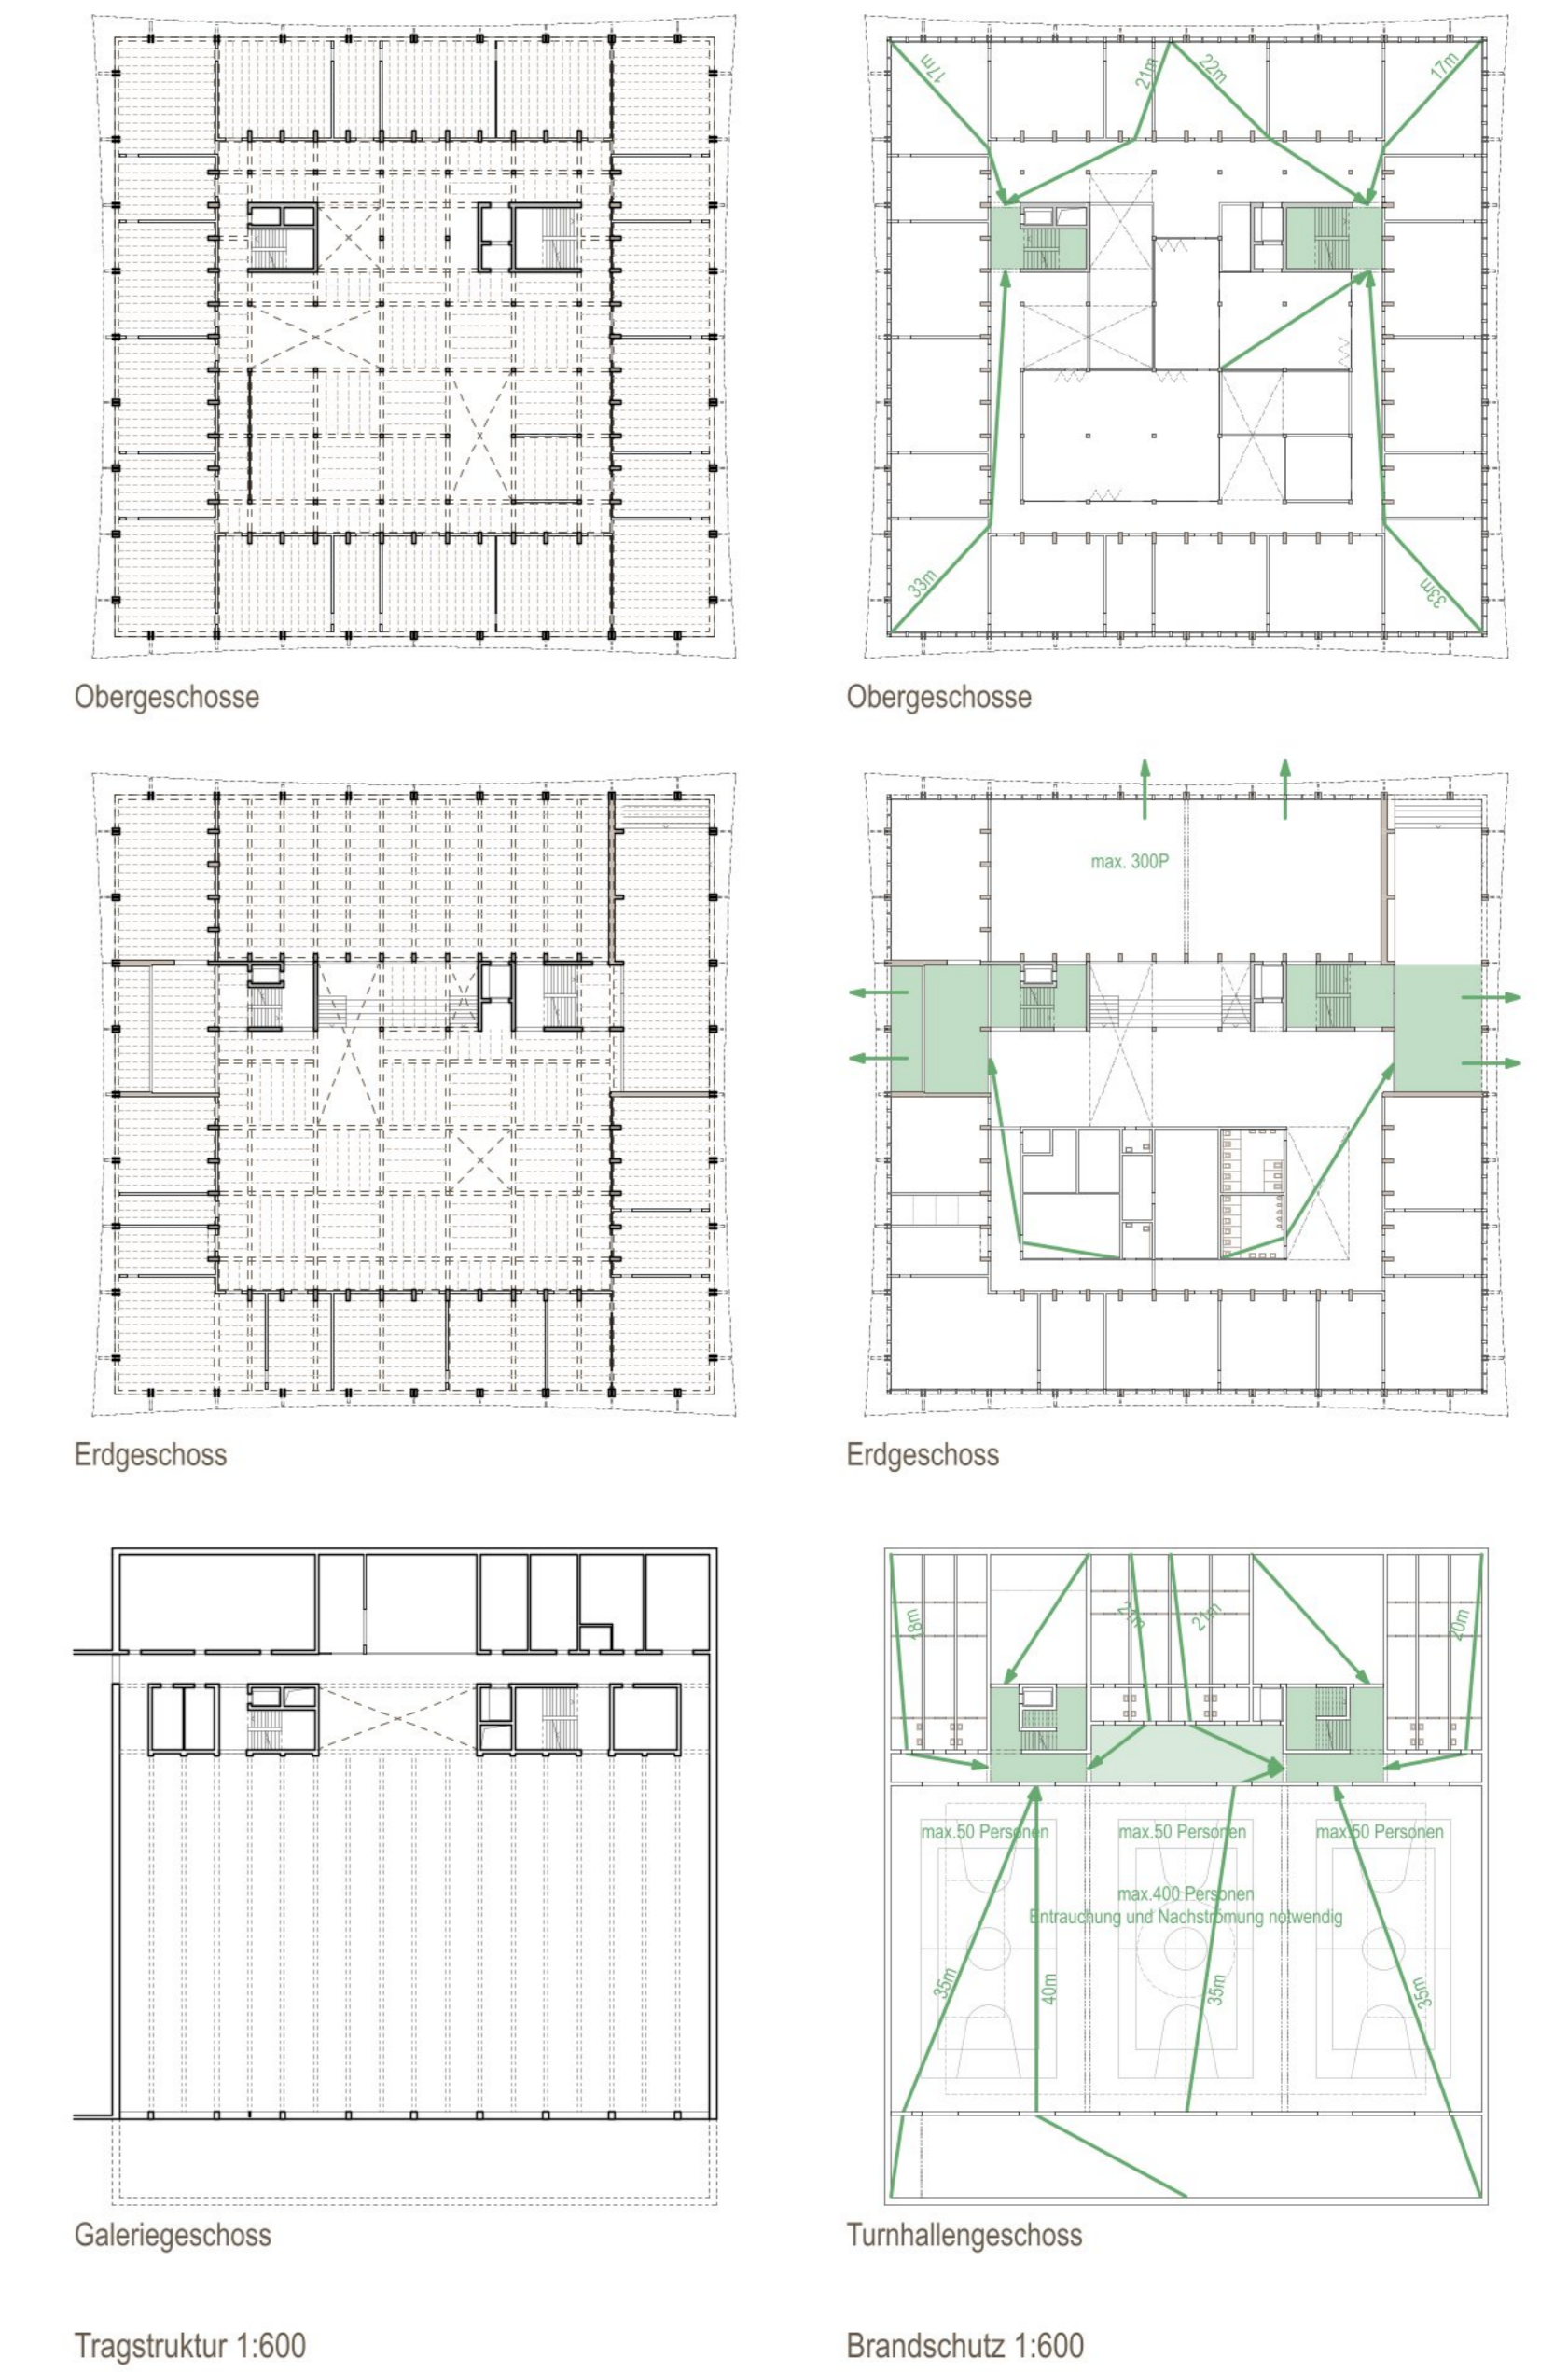 17m
21m
22m
17m
33m
33m
Obergeschosse
Obergeschosse
max. 300P
Erdgeschoss
Erdgeschoss
18m
21m
21m
20m
max.50 Personen
max.50 Personen
max.50 Personen
max.400 Personen
Entrauchung und Nachströmung notwendig
35m
40m
35m
35m
Galeriegeschoss
Turnhallengeschoss
Tragstruktur 1:600
Brandschutz 1:600